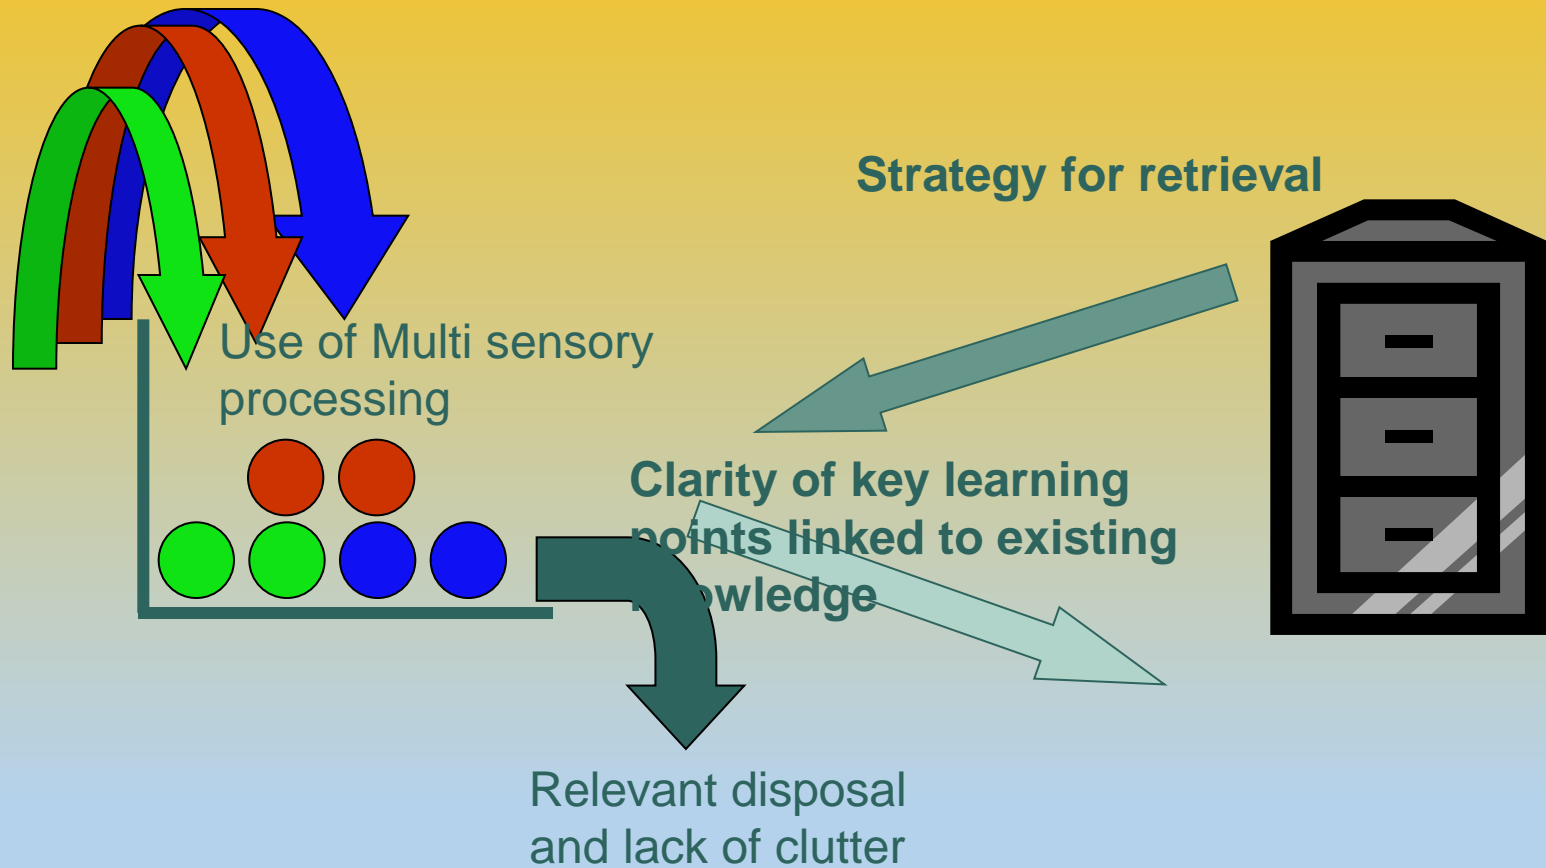 Strategy for retrieval
Use of Multi sensory
processing
Clarity of key learning
points linked to existing
knowledge
Relevant disposal
and lack of clutter